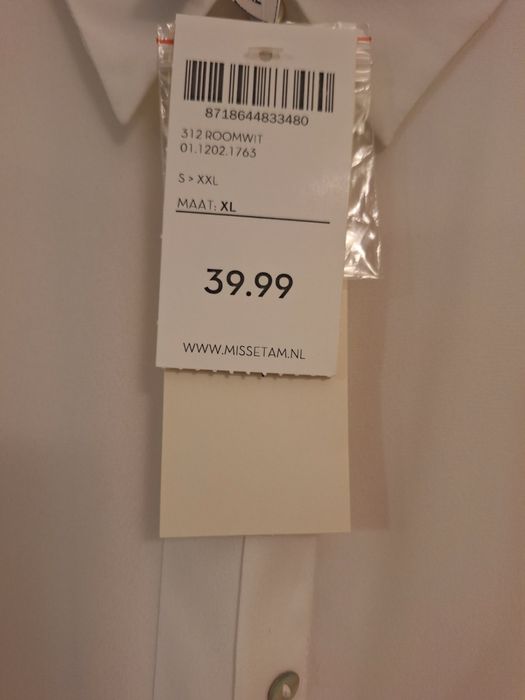 8718644833480
312 ROOMWIT
01.1202.1763
S > XXL
MAAT: XL
39.99
WWW.MISSETAM.NL